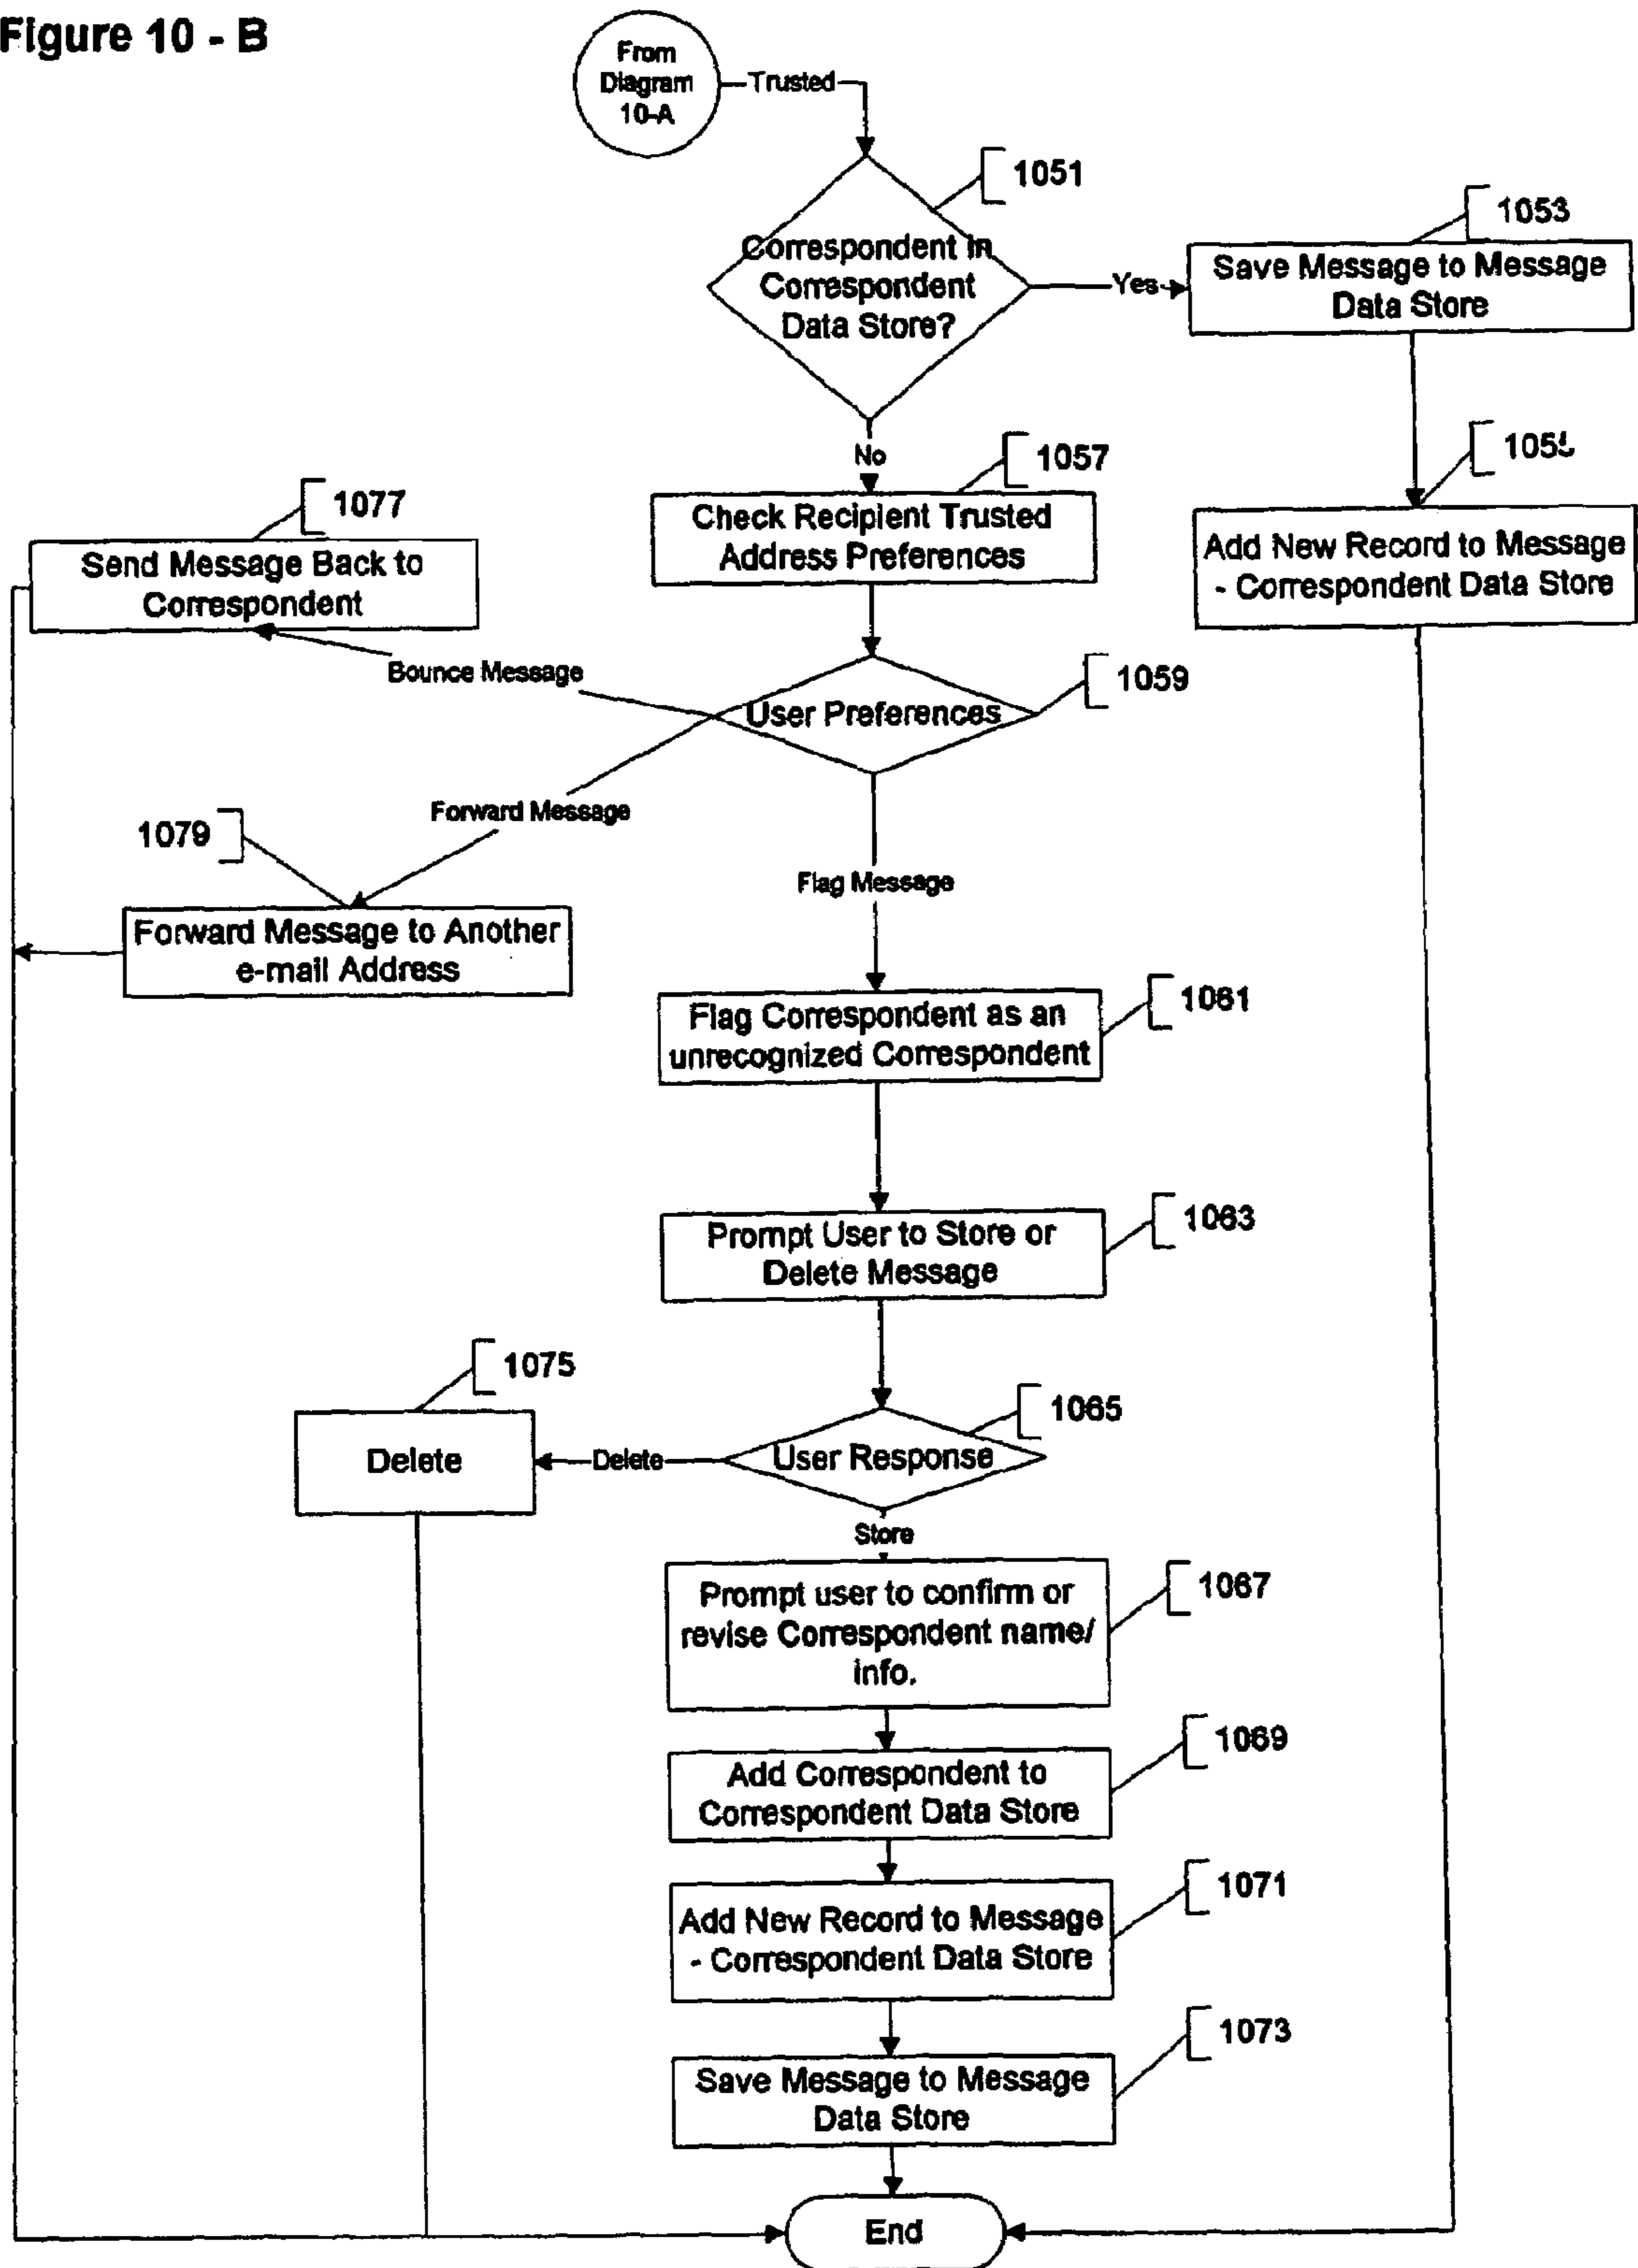 Figure 10 - B
From
Diagram
10-A
Trusted
1051
Correspondent in
Correspondent
Data Store?
Yes
1053
Save Message to Message
Data Store
No
1057
Check Recipient Trusted
Address Preferences
Add New Record to Message
- Correspondent Data Store
1077
Send Message Back to
Correspondent
Bounce Message
1059
User Preferences
Forward Message
1079
Forward Message to Another
e-mail Address
Flag Message
1061
Flag Correspondent as an
unrecognized Correspondent
1063
Prompt User to Store or
Delete Message
1075
Delete
Delete
1065
User Response
Store
1067
Prompt user to confirm or
revise Correspondent name/
info.
1069
Add Correspondent to
Correspondent Data Store
1071
Add New Record to Message
- Correspondent Data Store
1073
Save Message to Message
Data Store
End